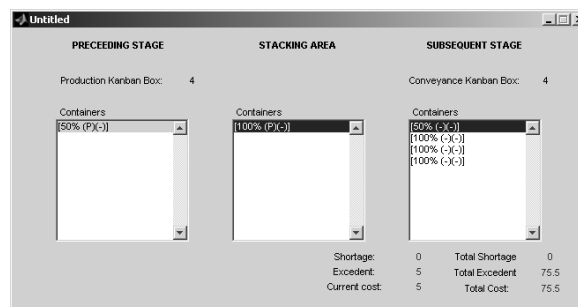 Untitled
PRECEEDING STAGE STACKING AREA SUBSEQUENT STAGE
Production Kanban Box: 4 Conveyance Kanban Box: 4
Containers Containers Containers
[50% (P)(-)] [100% (P)(-)] [50% (-)(-)]
[100% (-)(-)]
[100% (-)(-)]
[100% (-)(-)]
Shortage: 0 Total Shortage 0
Excedent: 5 Total Excedent 75.5
Current cost: 5 Total Cost: 75.5